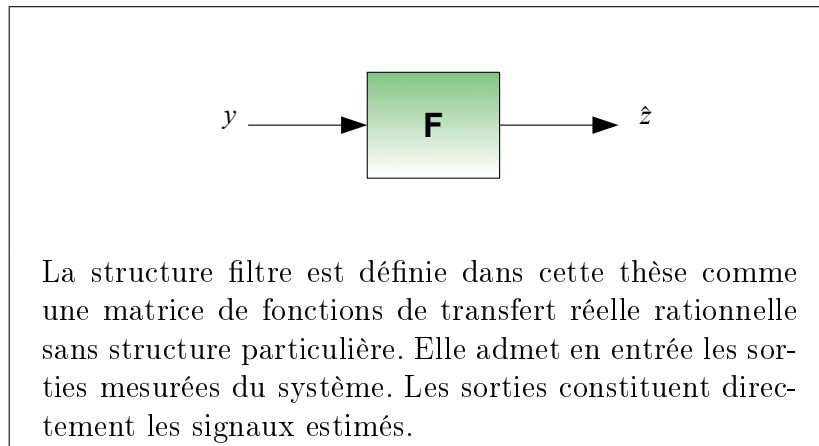 y F ẑ
La structure filtre est définie dans cette thèse comme
une matrice de fonctions de transfert réelle rationnelle
sans structure particulière. Elle admet en entrée les sor-
ties mesurées du système. Les sorties constituent direc-
tement les signaux estimés.